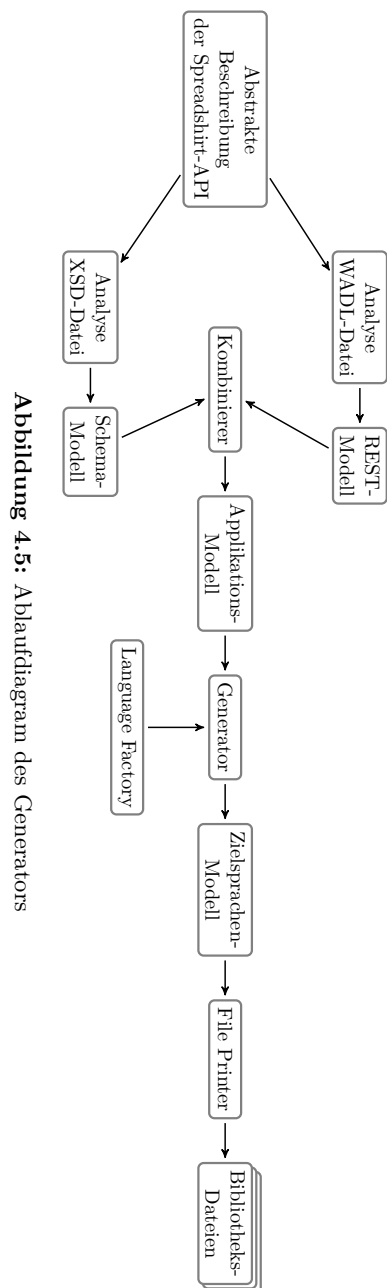 Abstrakte
Beschreibung
der Spreadshirt-API
Analyse
WADL-Datei
REST-
Modell
Analyse
XSD-Datei
Schema-
Modell
Kombinierer
Applikations-
Modell
Generator
Language Factory
Zielsprachen-
Modell
File Printer
Bibliotheks-
Dateien
Abbildung 4.5: Ablaufdiagram des Generators